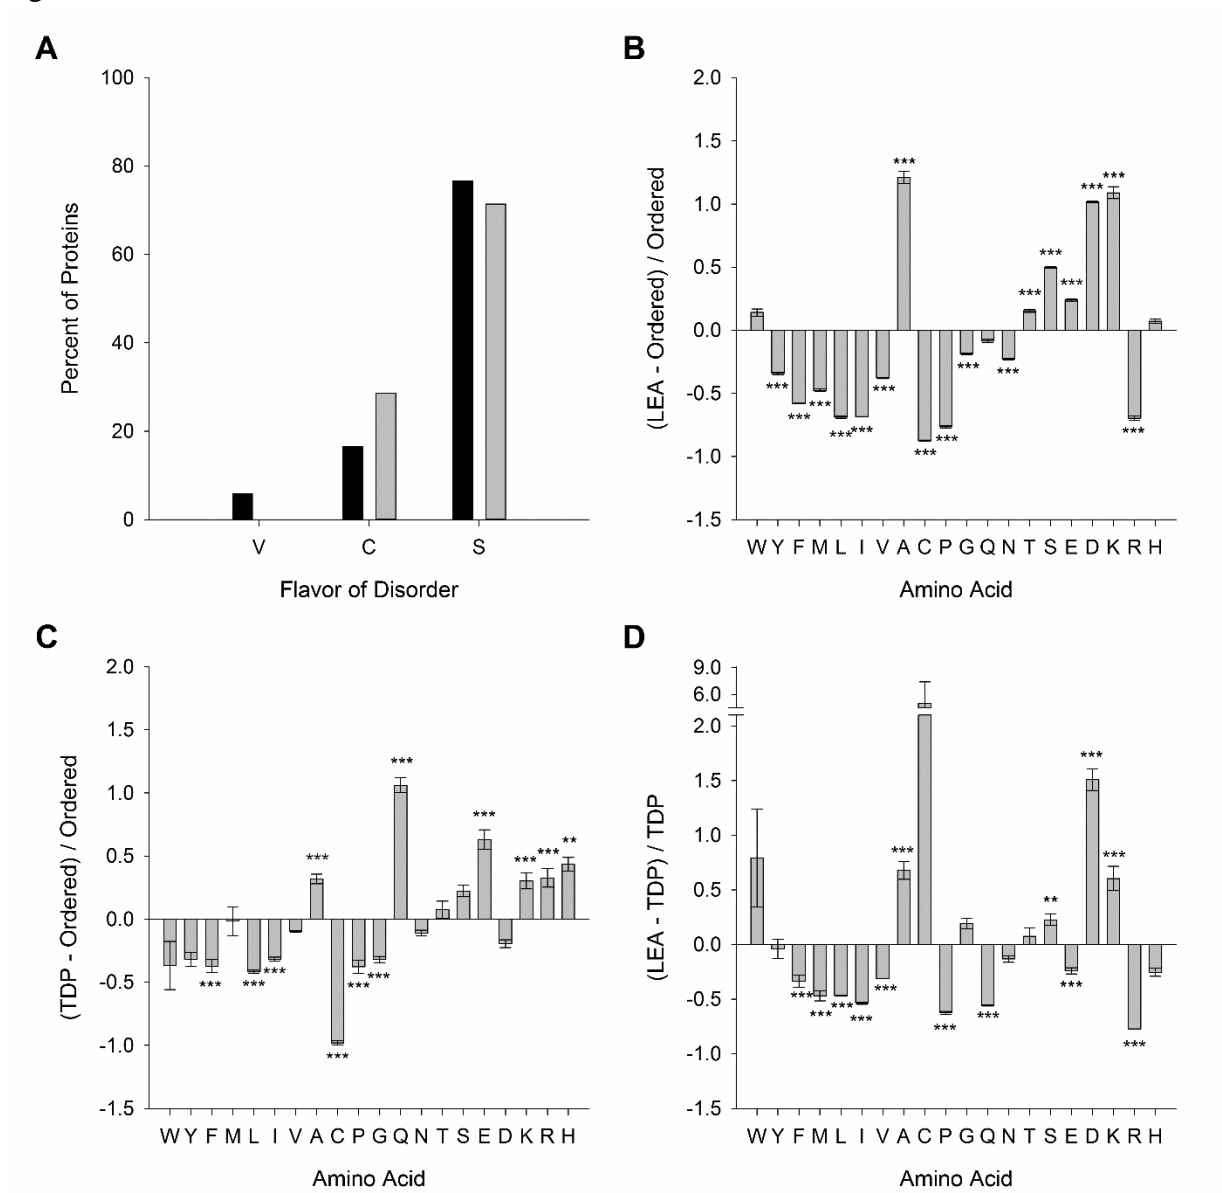 A
100
80
60
40
20
0
Percent of Proteins
V C S
Flavor of Disorder
B
2.0
1.5
1.0
0.5
0.0
-0.5
-1.0
-1.5
(LEA - Ordered) / Ordered
*** *** *** *** *** *** ***
*** *** *** *** *** *** *** *** *** *** ***
W Y F M L I V A C P G Q N T S E D K R H
Amino Acid
C
2.0
1.5
1.0
0.5
0.0
-0.5
-1.0
-1.5
(TDP - Ordered) / Ordered
*** *** *** *** *** **
*** *** *** *** *** ***
W Y F M L I V A C P G Q N T S E D K R H
Amino Acid
D
9.0
6.0
2.0
1.5
1.0
0.5
0.0
-0.5
-1.0
-1.5
(LEA - TDP) / TDP
*** ** *** ***
*** *** *** *** *** *** *** *** ***
W Y F M L I V A C P G Q N T S E D K R H
Amino Acid